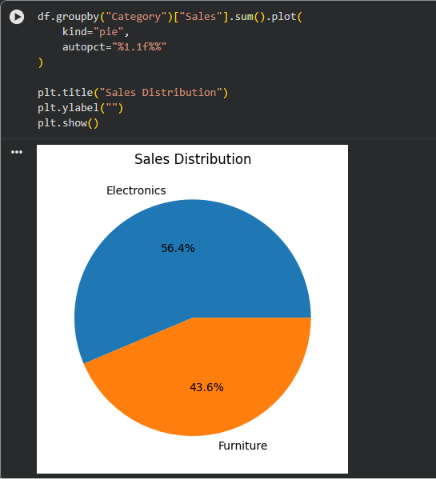 df.groupby("Category")["Sales"].sum().plot(
    kind="pie",
    autopct="%1.1f%%"
)

plt.title("Sales Distribution")
plt.ylabel("")
plt.show()
Sales Distribution
Electronics
56.4%
43.6%
Furniture